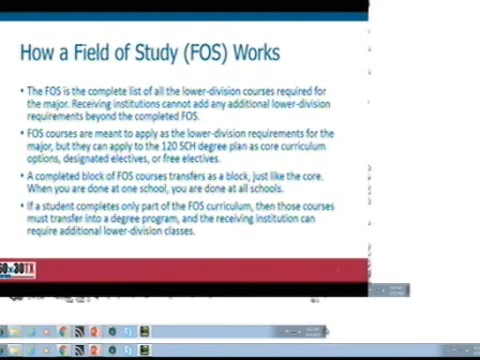 How a Field of Study (FOS) Works
• The FOS is the complete list of all the lower-division courses required for
the major. Receiving institutions cannot add any additional lower-division
requirements beyond the completed FOS.
• FOS courses are meant to apply as the lower-division requirements for the
major, but they can apply to the 120 SCH degree plan as core curriculum
options, designated electives, or free electives.
• A completed block of FOS courses transfers as a block, just like the core.
When you are done at one school, you are done at all schools.
• If a student completes only part of the FOS curriculum, then those courses
must transfer into a degree program, and the receiving institution can
require additional lower-division classes.
60x30TX